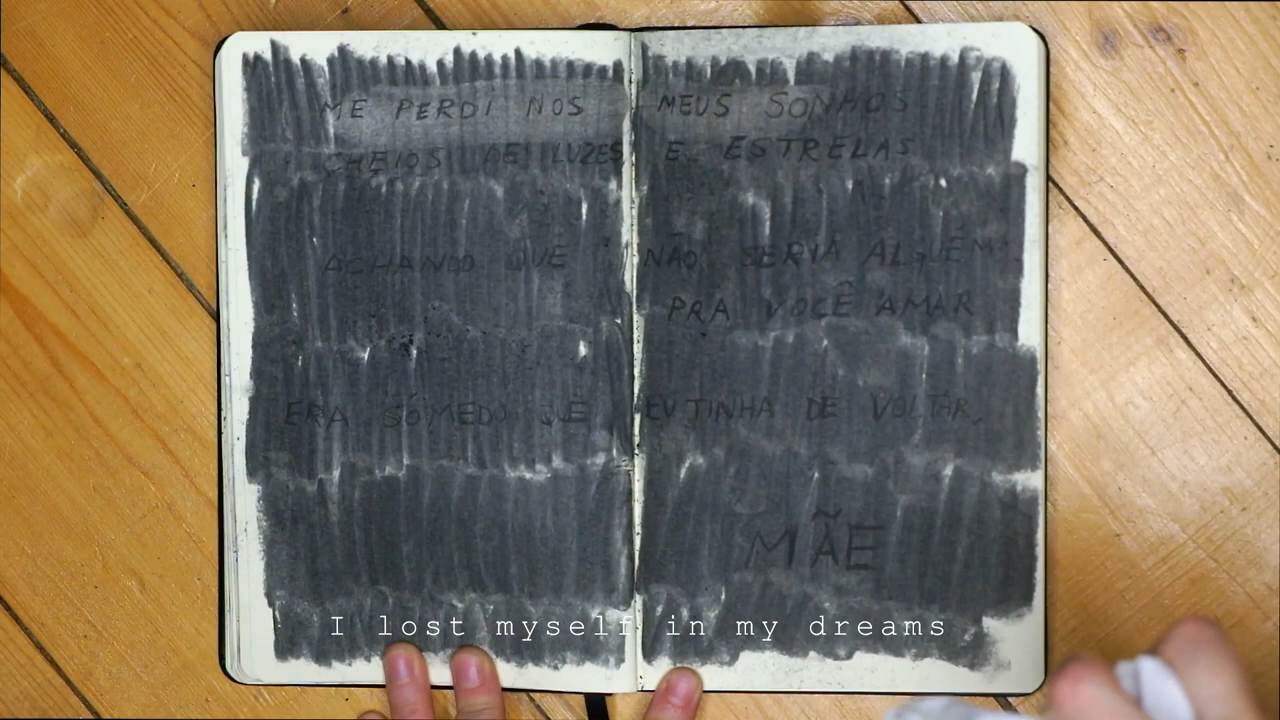 ME PERDI NOS MEUS SONHOS
CHEIOS DE LUZES E ESTRELAS
ACHANDO QUE NÃO SERIA ALGUÉM
PRA VOCÊ AMAR
ERA SÓ MEDO QUE EU TINHA DE VOLTAR,
MÃE
I lost myself in my dreams